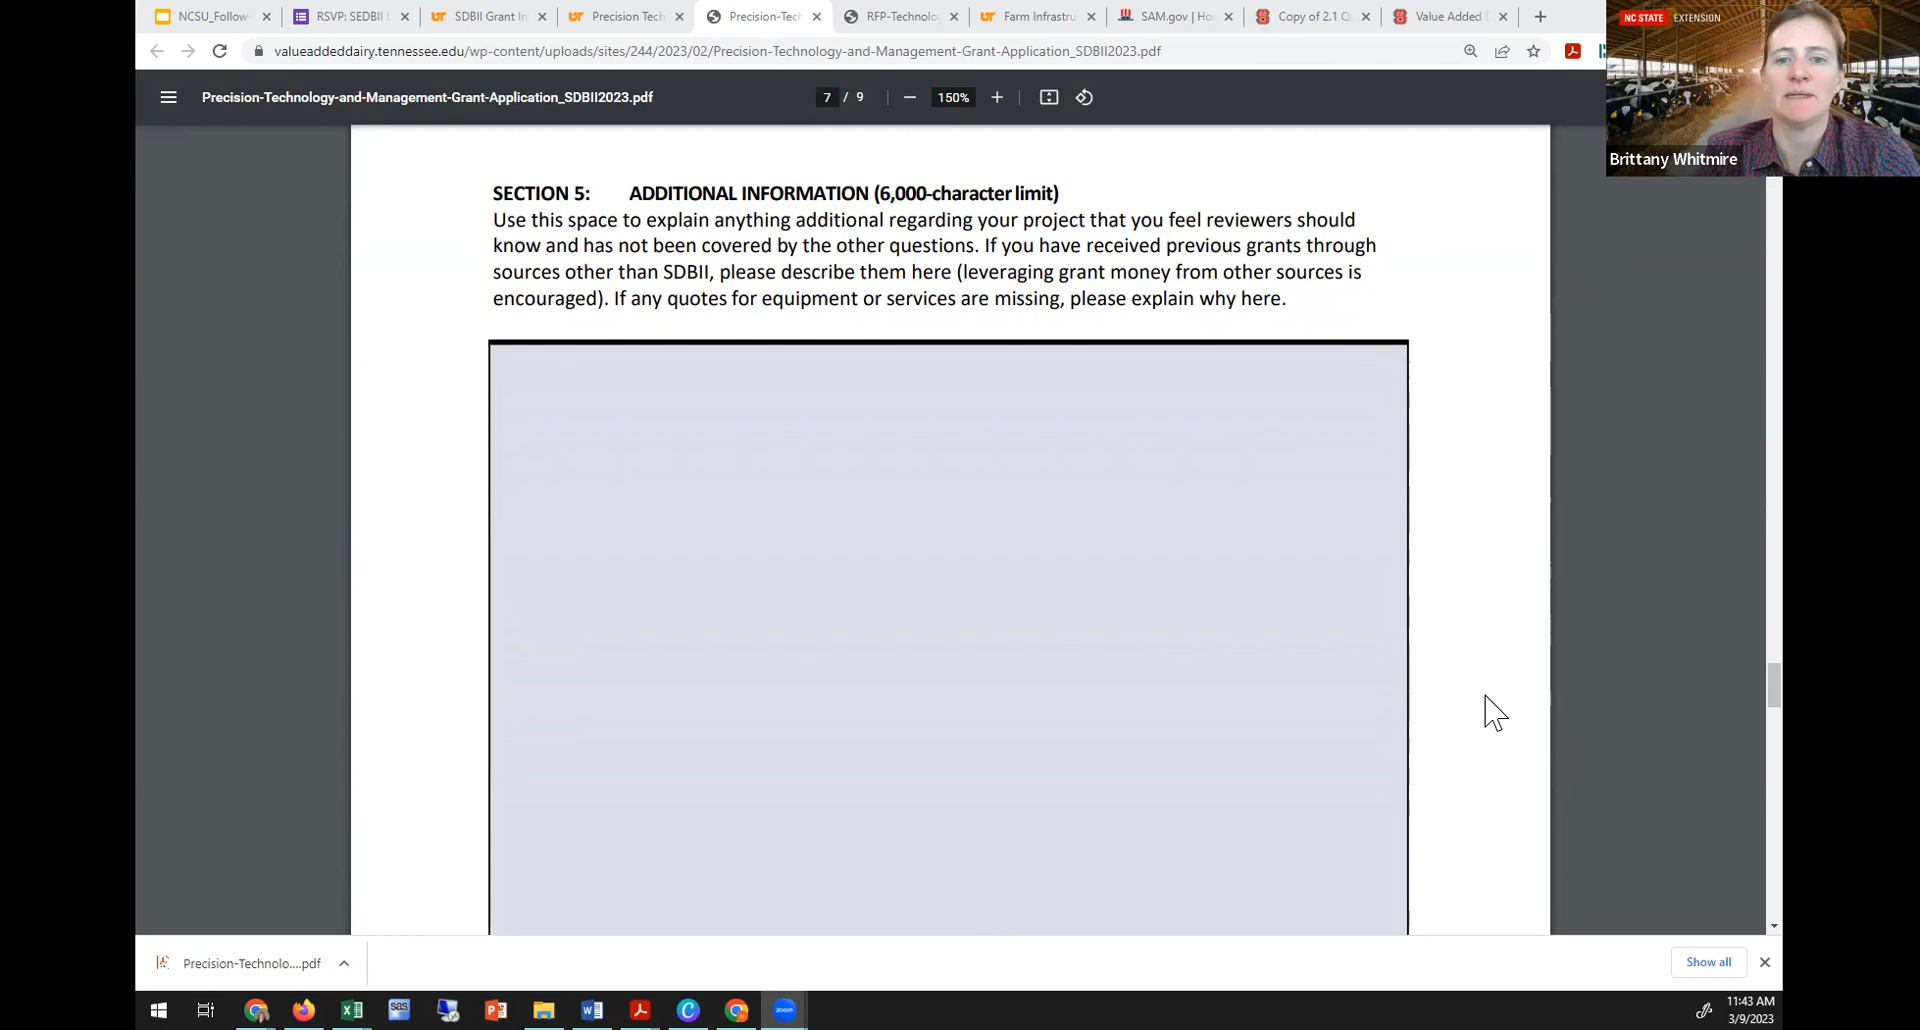 NCSU_Follow-
RSVP: SEDBII L
SDBII Grant In
Precision Tech
Precision-Tech
RFP-Technolo
Farm Infrastru
SAM.gov | Ho
Copy of 2.1 Q
Value Added D
valueaddeddairy.tennessee.edu/wp-content/uploads/sites/244/2023/02/Precision-Technology-and-Management-Grant-Application_SDBII2023.pdf
NC STATE EXTENSION
Brittany Whitmire
Precision-Technology-and-Management-Grant-Application_SDBII2023.pdf
7 / 9
150%
SECTION 5: ADDITIONAL INFORMATION (6,000-character limit)
Use this space to explain anything additional regarding your project that you feel reviewers should
know and has not been covered by the other questions. If you have received previous grants through
sources other than SDBII, please describe them here (leveraging grant money from other sources is
encouraged). If any quotes for equipment or services are missing, please explain why here.
Precision-Technolo....pdf
Show all
sas
zoom
11:43 AM
3/9/2023